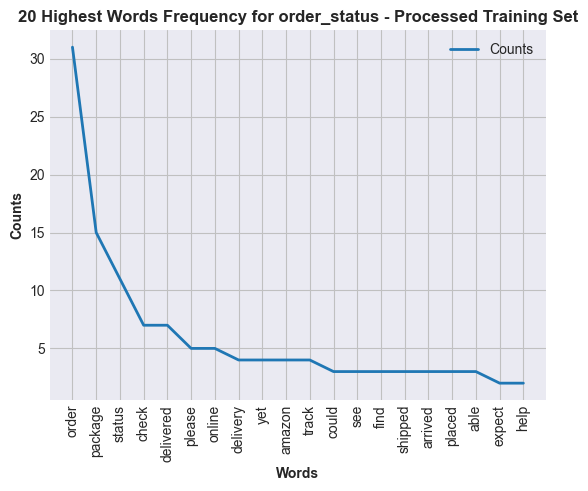 20 Highest Words Frequency for order_status - Processed Training Set
Counts
30
25
20
15
10
5
Counts
order
package
status
check
delivered
please
online
delivery
yet
amazon
track
could
see
find
shipped
arrived
placed
able
expect
help
Words